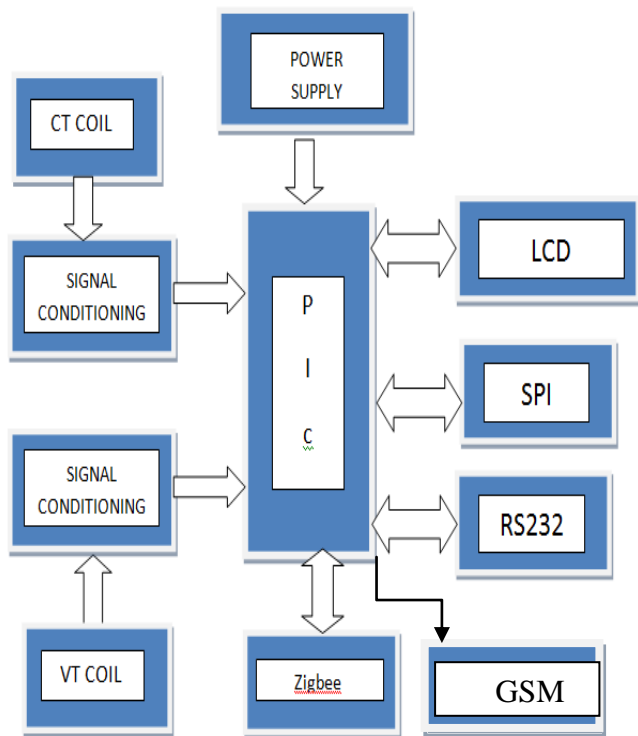 POWER
SUPPLY
CT COIL
SIGNAL
CONDITIONING
P
I
c
LCD
SPI
SIGNAL
CONDITIONING
RS232
VT COIL
Zigbee
GSM